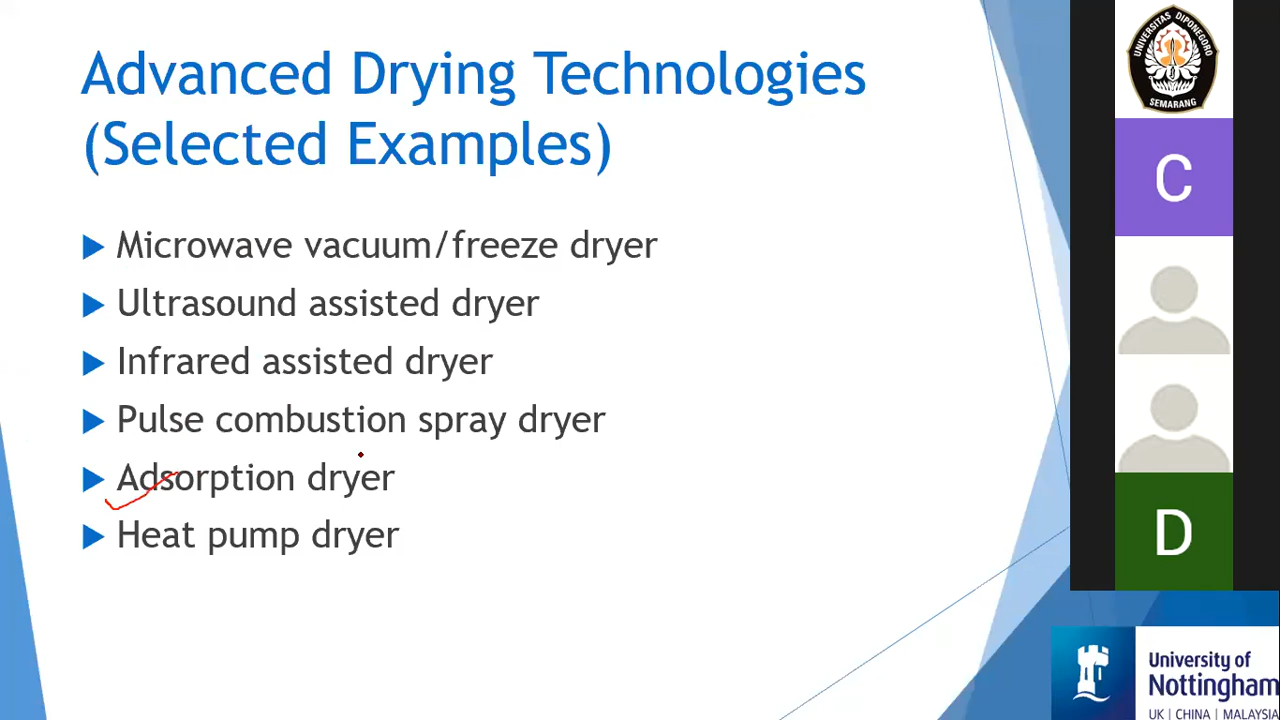 Advanced Drying Technologies
(Selected Examples)
Microwave vacuum/freeze dryer
Ultrasound assisted dryer
Infrared assisted dryer
Pulse combustion spray dryer
Adsorption dryer
Heat pump dryer
UNIVERSITAS DIPONEGORO
SEMARANG
C
D
University of
Nottingham
UK | CHINA | MALAYSIA